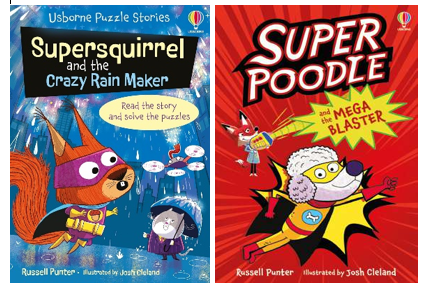 Usborne Puzzle Stories
Supersquirrel
and the
Crazy Rain Maker
Read the story
and solve the puzzles
Russell Punter • Illustrated by Josh Cleland
SUPER
POODLE
and the MEGA
BLASTER
Russell Punter Illustrated by Josh Cleland